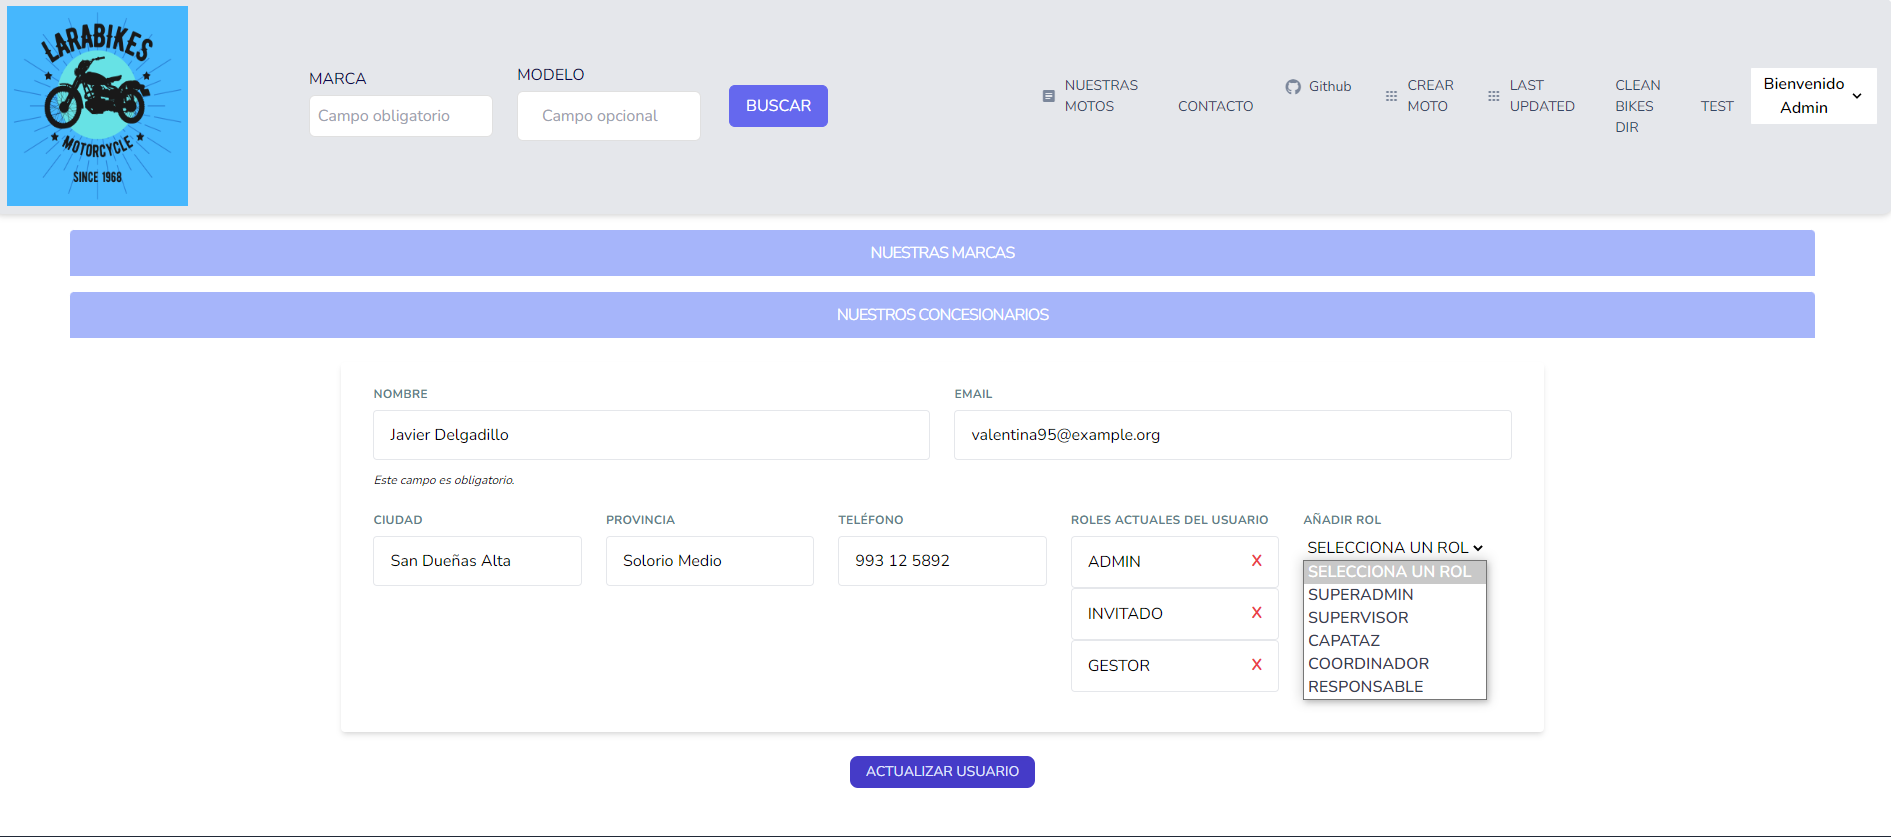 LARABIKES
MOTORCYCLE
SINCE 1968
MARCA
Campo obligatorio
MODELO
Campo opcional
BUSCAR
NUESTRAS
MOTOS
CONTACTO
Github
CREAR
MOTO
LAST
UPDATED
CLEAN
BIKES
DIR
TEST
Bienvenido
Admin
NUESTRAS MARCAS
NUESTROS CONCESIONARIOS
NOMBRE
Javier Delgadillo
Este campo es obligatorio.
EMAIL
valentina95@example.org
CIUDAD
San Dueñas Alta
PROVINCIA
Solorio Medio
TELÉFONO
993 12 5892
ROLES ACTUALES DEL USUARIO
ADMIN X
INVITADO X
GESTOR X
AÑADIR ROL
SELECCIONA UN ROL
SELECCIONA UN ROL
SUPERADMIN
SUPERVISOR
CAPATAZ
COORDINADOR
RESPONSABLE
ACTUALIZAR USUARIO